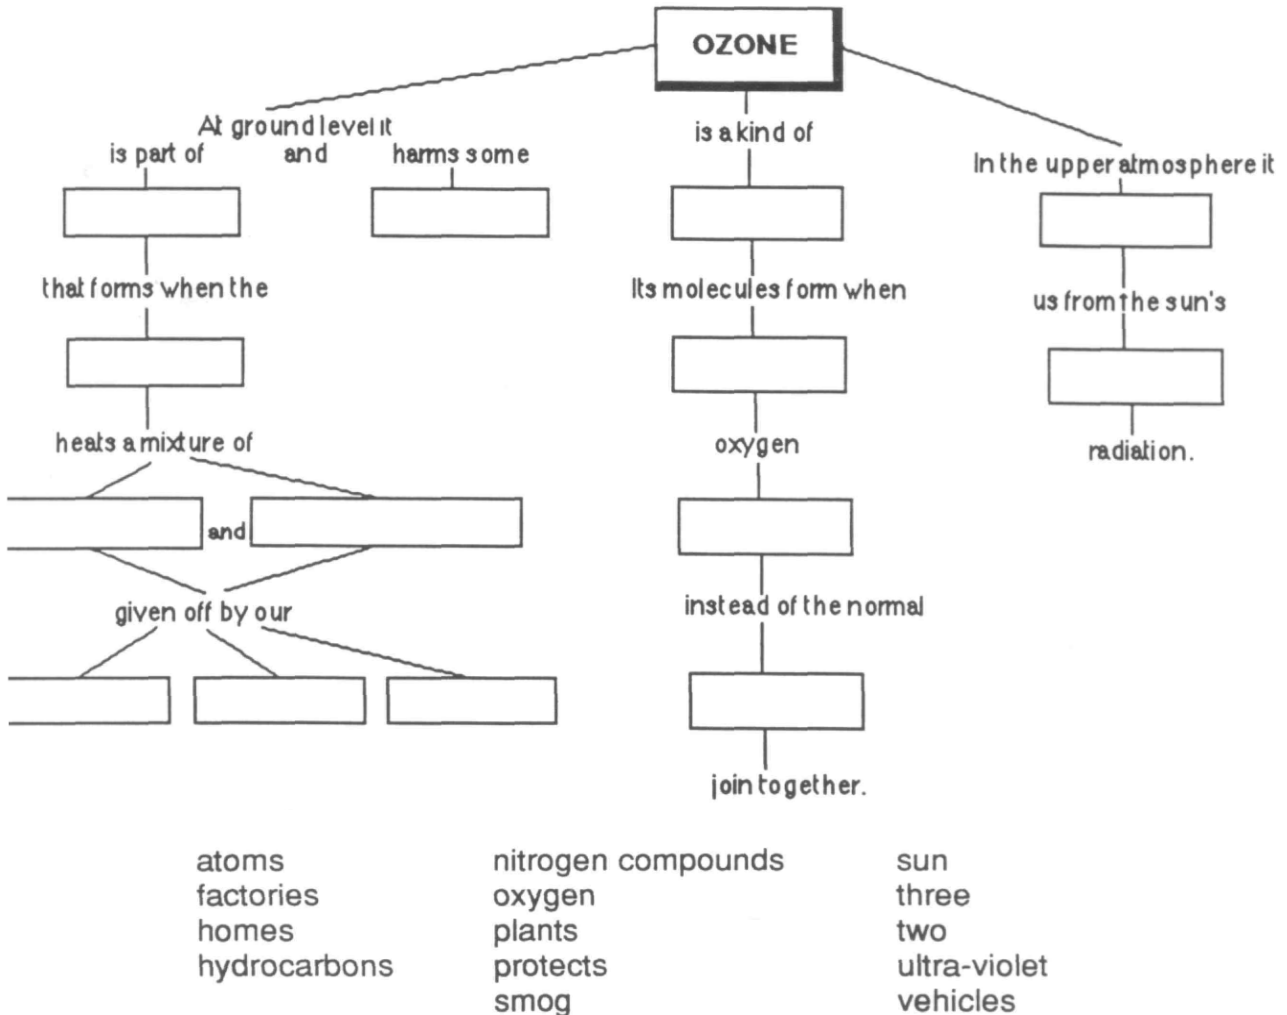 OZONE
At ground level it
is part of and harms some
is a kind of
In the upper atmosphere it
that forms when the
Its molecules form when
us from the sun's
heats a mixture of
oxygen
radiation.
and
given off by our
instead of the normal
join together.
atoms nitrogen compounds sun
factories oxygen three
homes plants two
hydrocarbons protects ultra-violet
smog vehicles